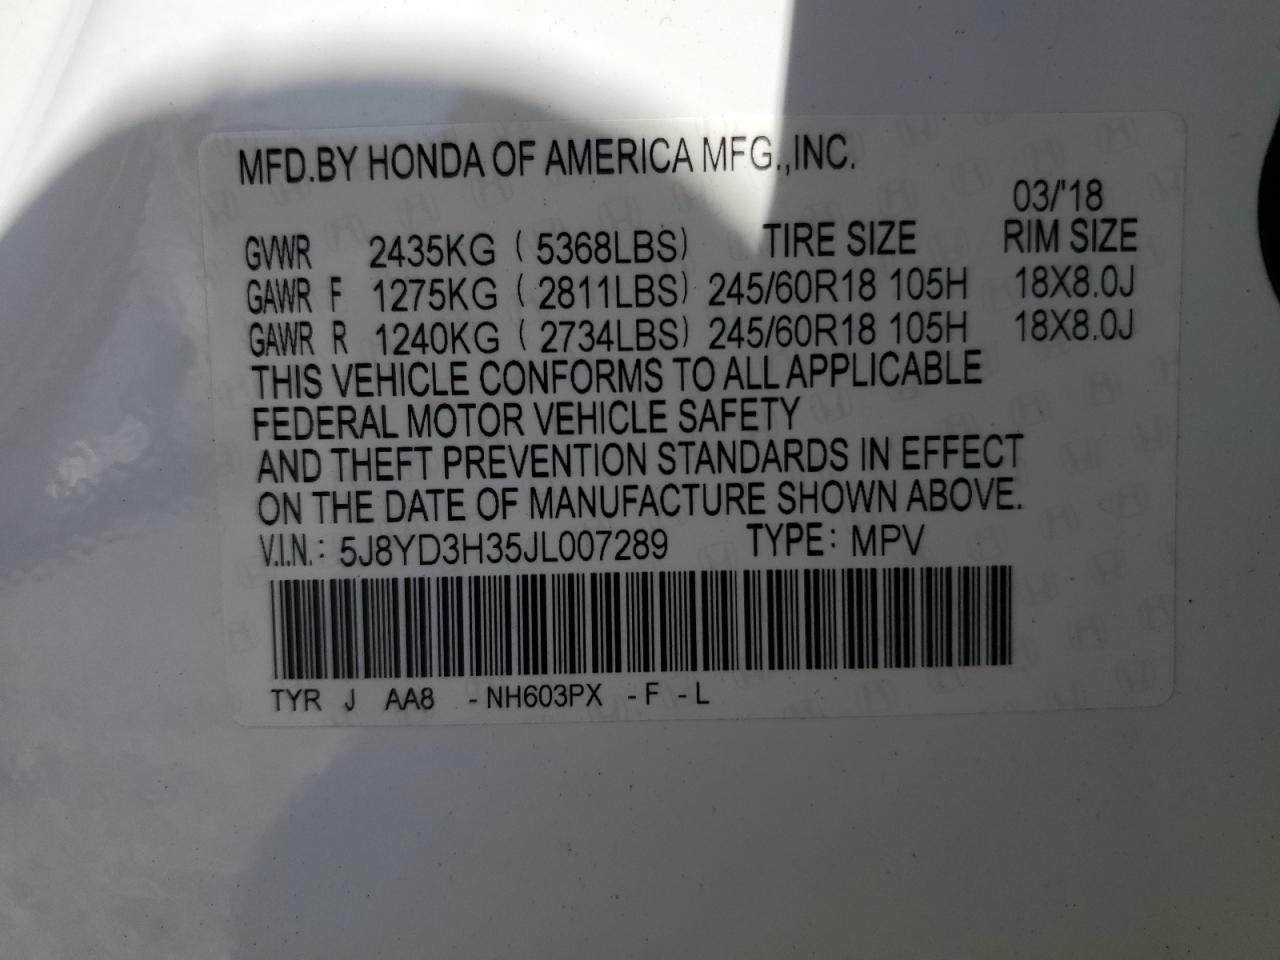 MFD.BY HONDA OF AMERICA MFG.,INC.
03/'18
GVWR 2435KG ( 5368LBS) TIRE SIZE RIM SIZE
GAWR F 1275KG ( 2811LBS) 245/60R18 105H 18X8.0J
GAWR R 1240KG ( 2734LBS) 245/60R18 105H 18X8.0J
THIS VEHICLE CONFORMS TO ALL APPLICABLE
FEDERAL MOTOR VEHICLE SAFETY
AND THEFT PREVENTION STANDARDS IN EFFECT
ON THE DATE OF MANUFACTURE SHOWN ABOVE.
V.I.N.: 5J8YD3H35JL007289 TYPE: MPV
TYR J AA8 -NH603PX -F -L